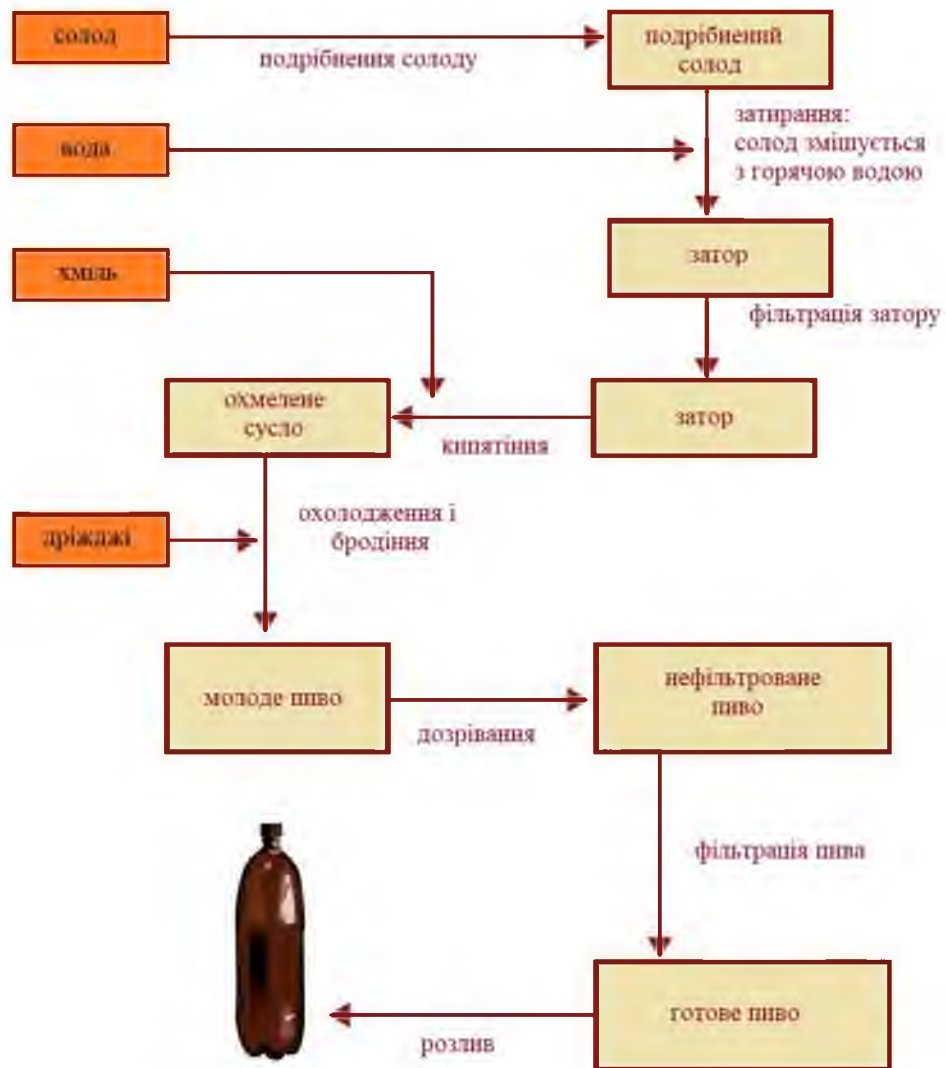 солод
подрібнення солоду
подрібнений
солод
вода
затирання:
солод змішується
з горячою водою
затор
хміль
фільтрація затору
охмелене
сусло
кипятіння
затор
дріжджі
охолодження і
бродіння
молоде пиво
дозрівання
нефільтроване
пиво
фільтрація пива
готове пиво
розлив